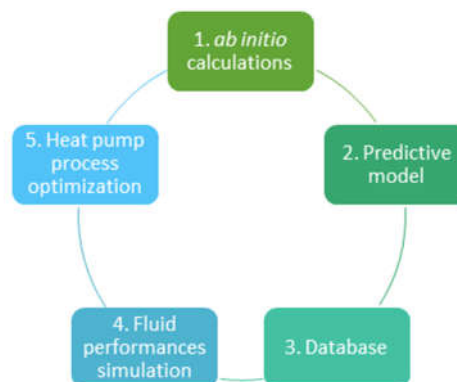 1. ab initio
calculations
2. Predictive
model
3. Database
4. Fluid
performances
simulation
5. Heat pump
process
optimization